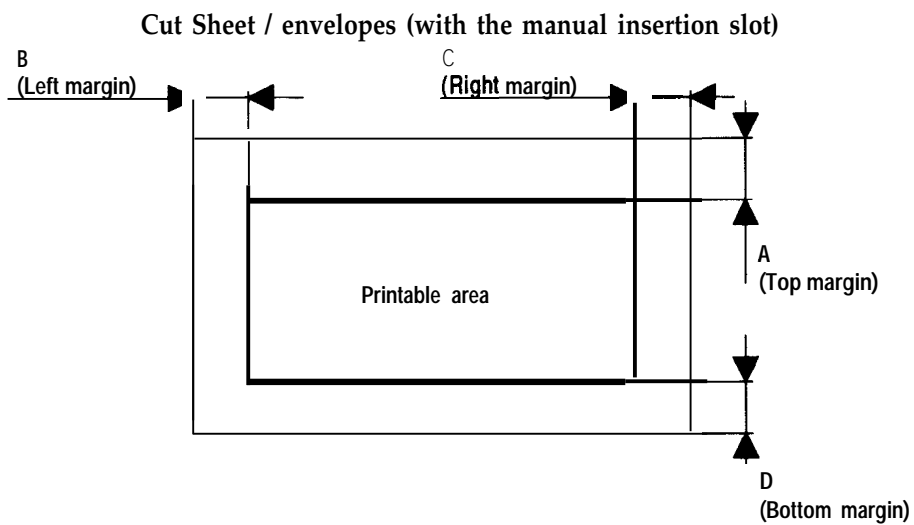 Cut Sheet / envelopes (with the manual insertion slot)
B
(Left margin)
C
(Right margin)
A
(Top margin)
Printable area
D
(Bottom margin)